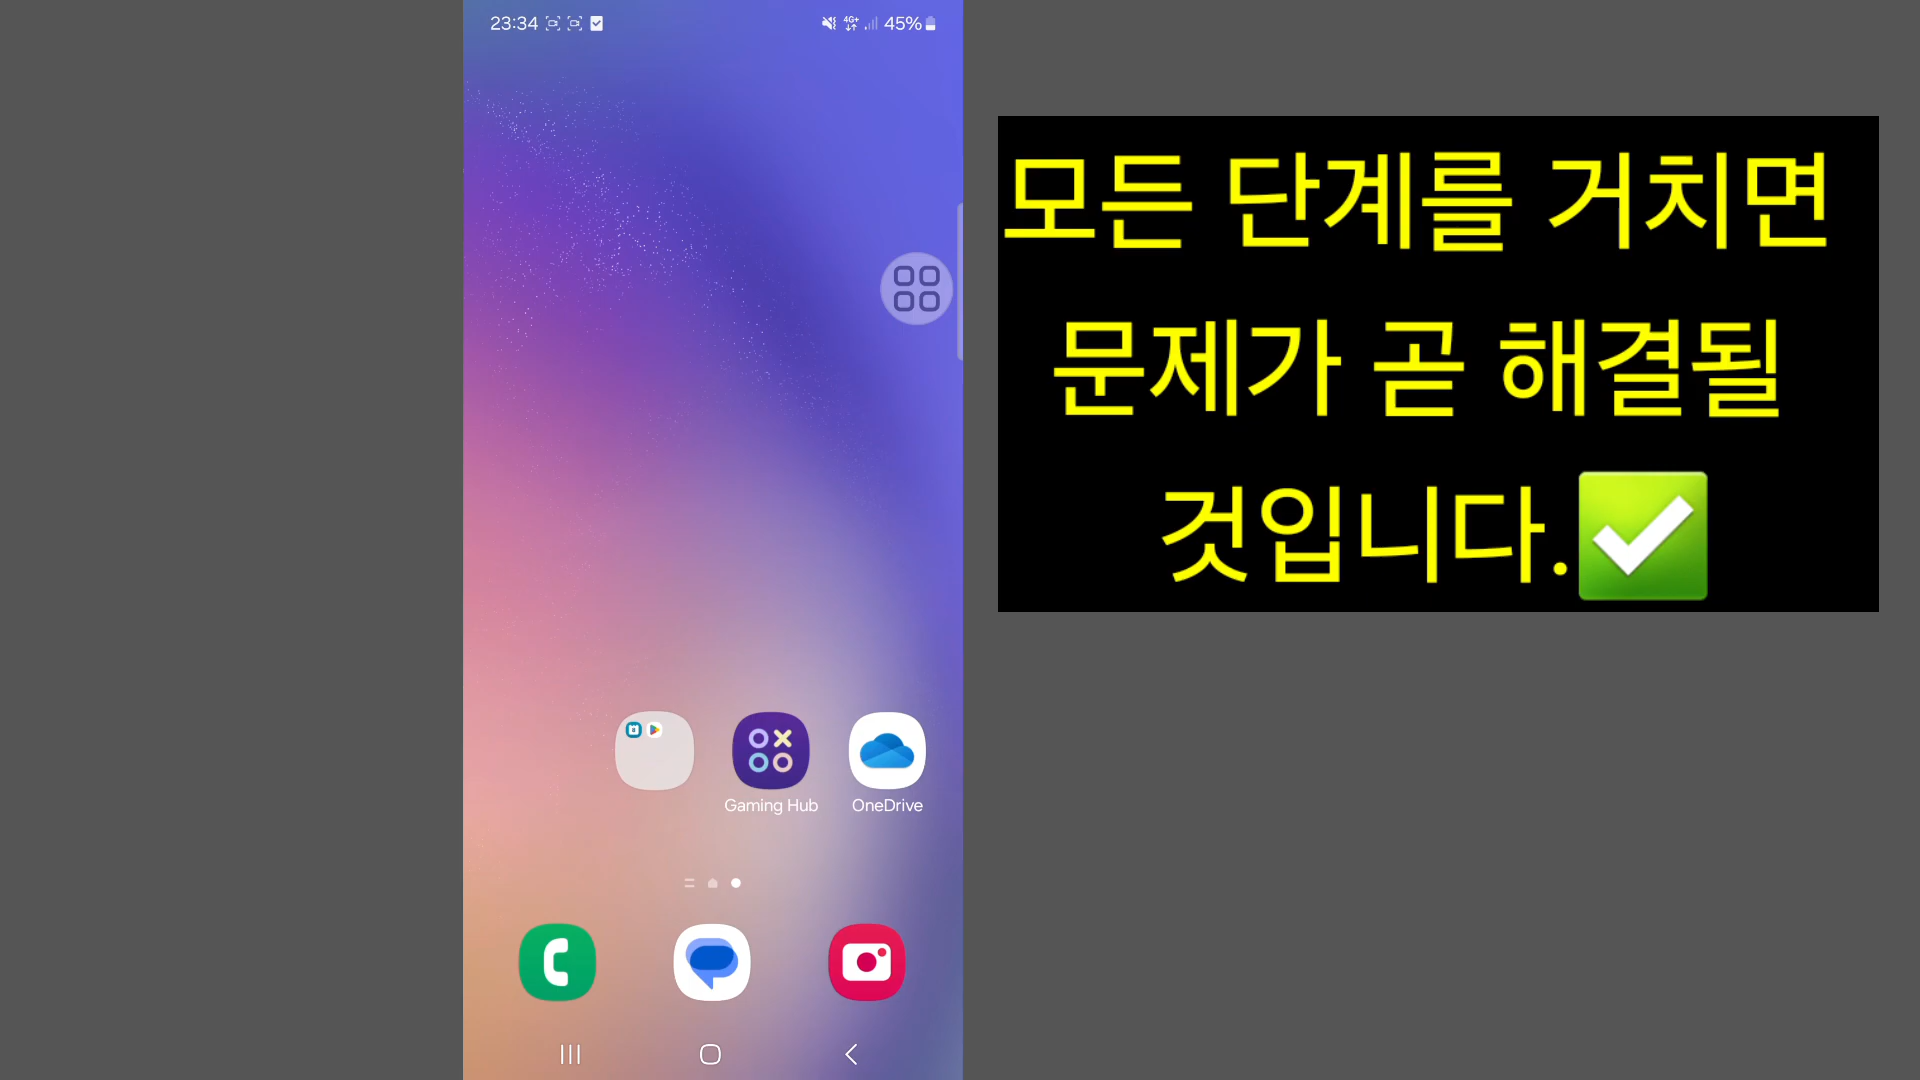 23:34
4G+
45%
모든 단계를 거치면
문제가 곧 해결될
것입니다.✅
Gaming Hub
OneDrive